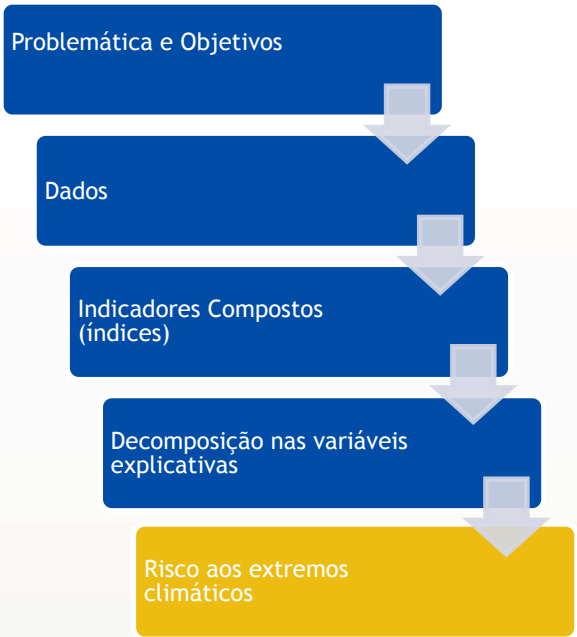 Problemática e Objetivos
Dados
Indicadores Compostos
(índices)
Decomposição nas variáveis
explicativas
Risco aos extremos
climáticos